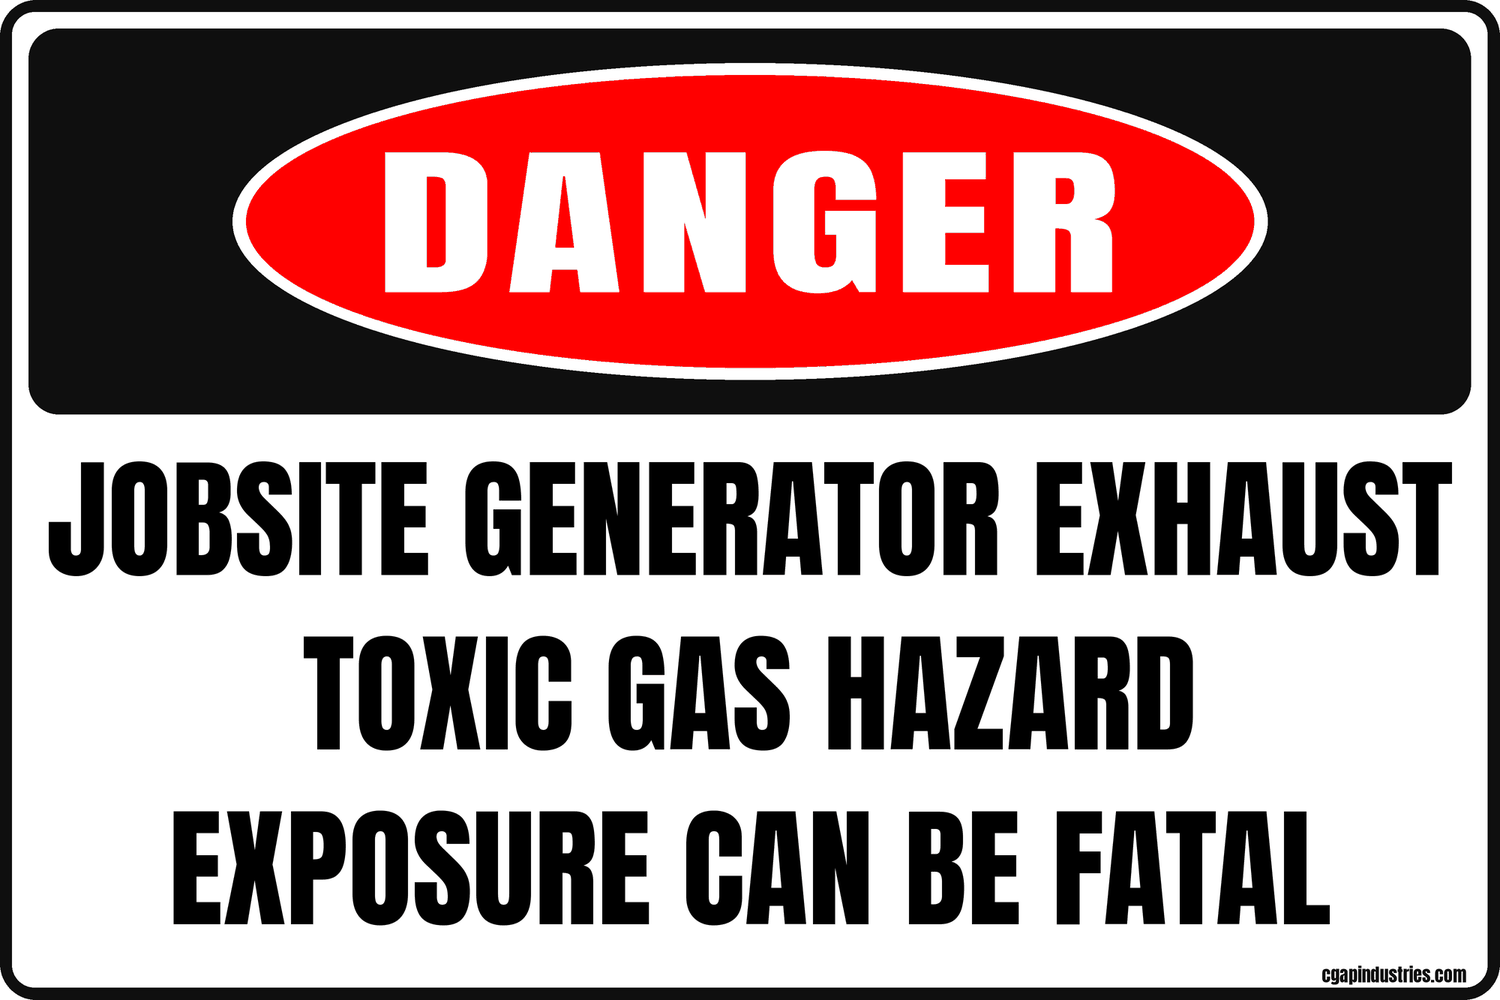 DANGER
JOBSITE GENERATOR EXHAUST
TOXIC GAS HAZARD
EXPOSURE CAN BE FATAL
cgapindustries.com